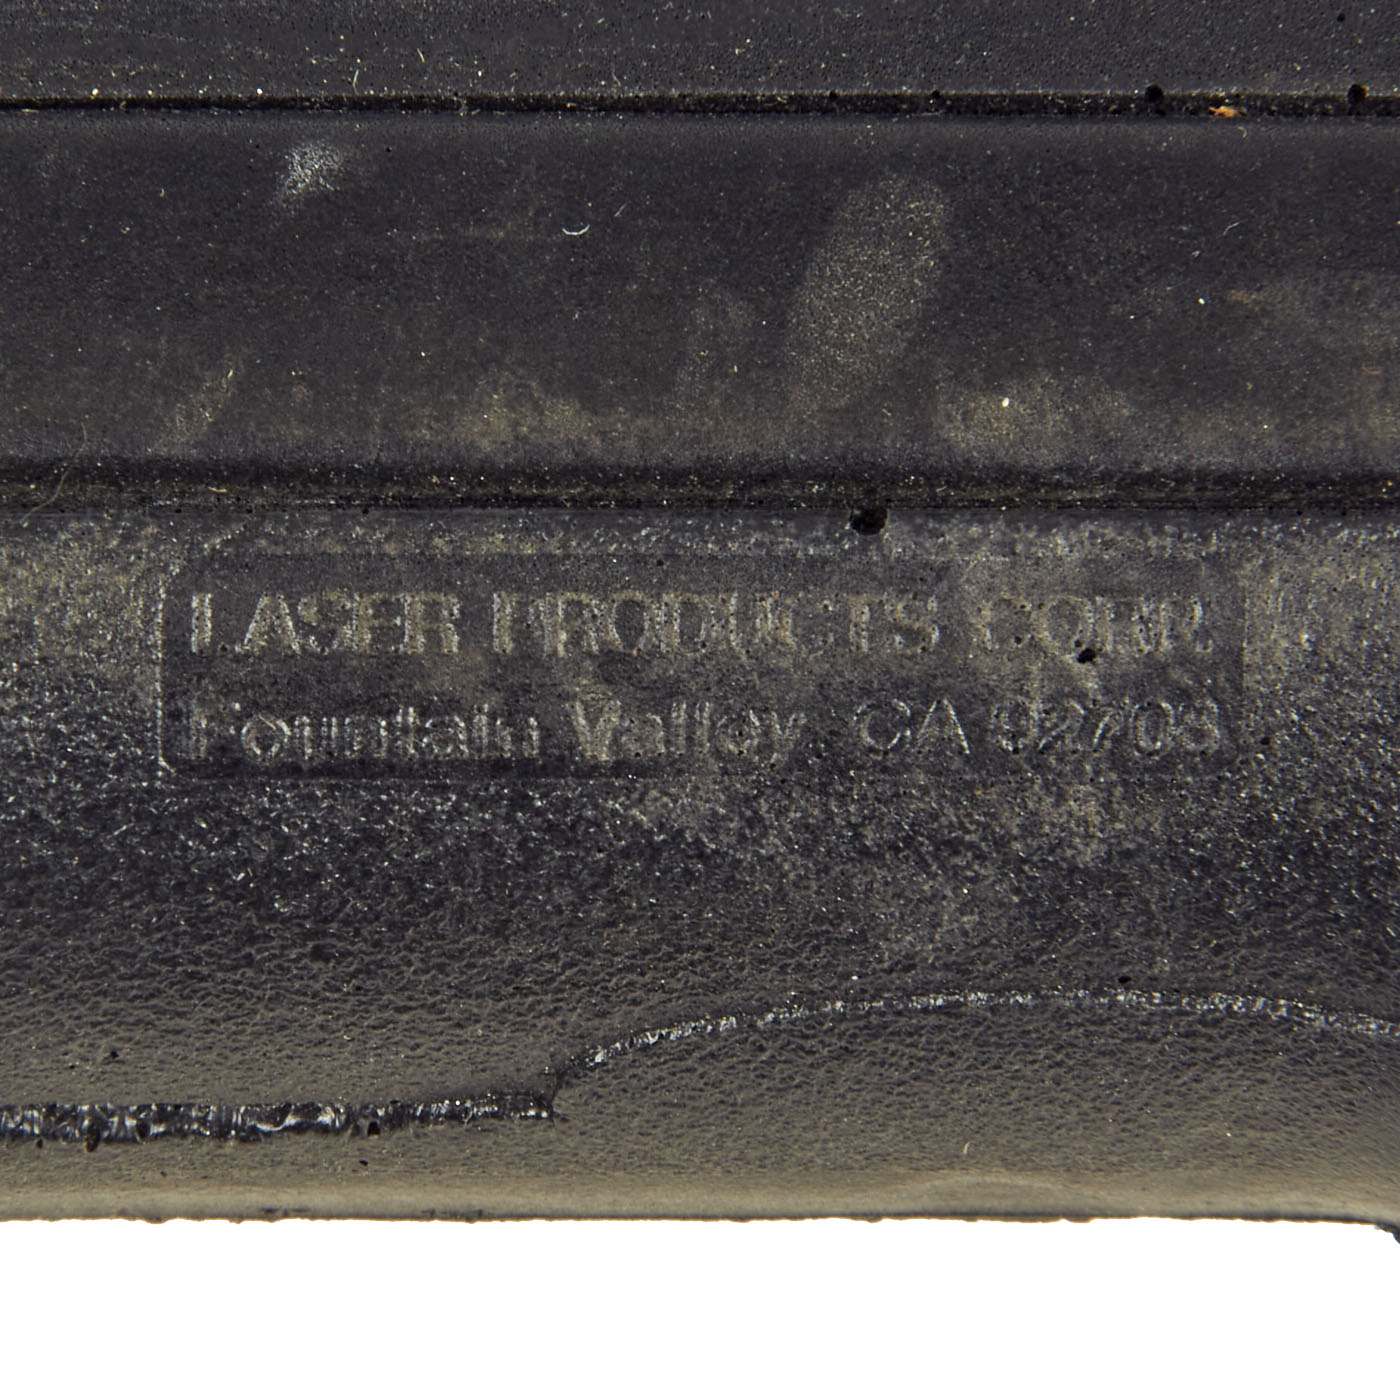 LASER PRODUCTS CORP.
Fountain Valley CA 92708